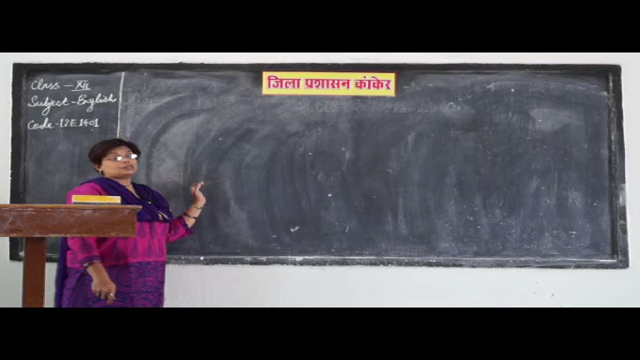 जिला प्रशासन कांकेर
Class - XII
Subject - English
Code - 12E1401